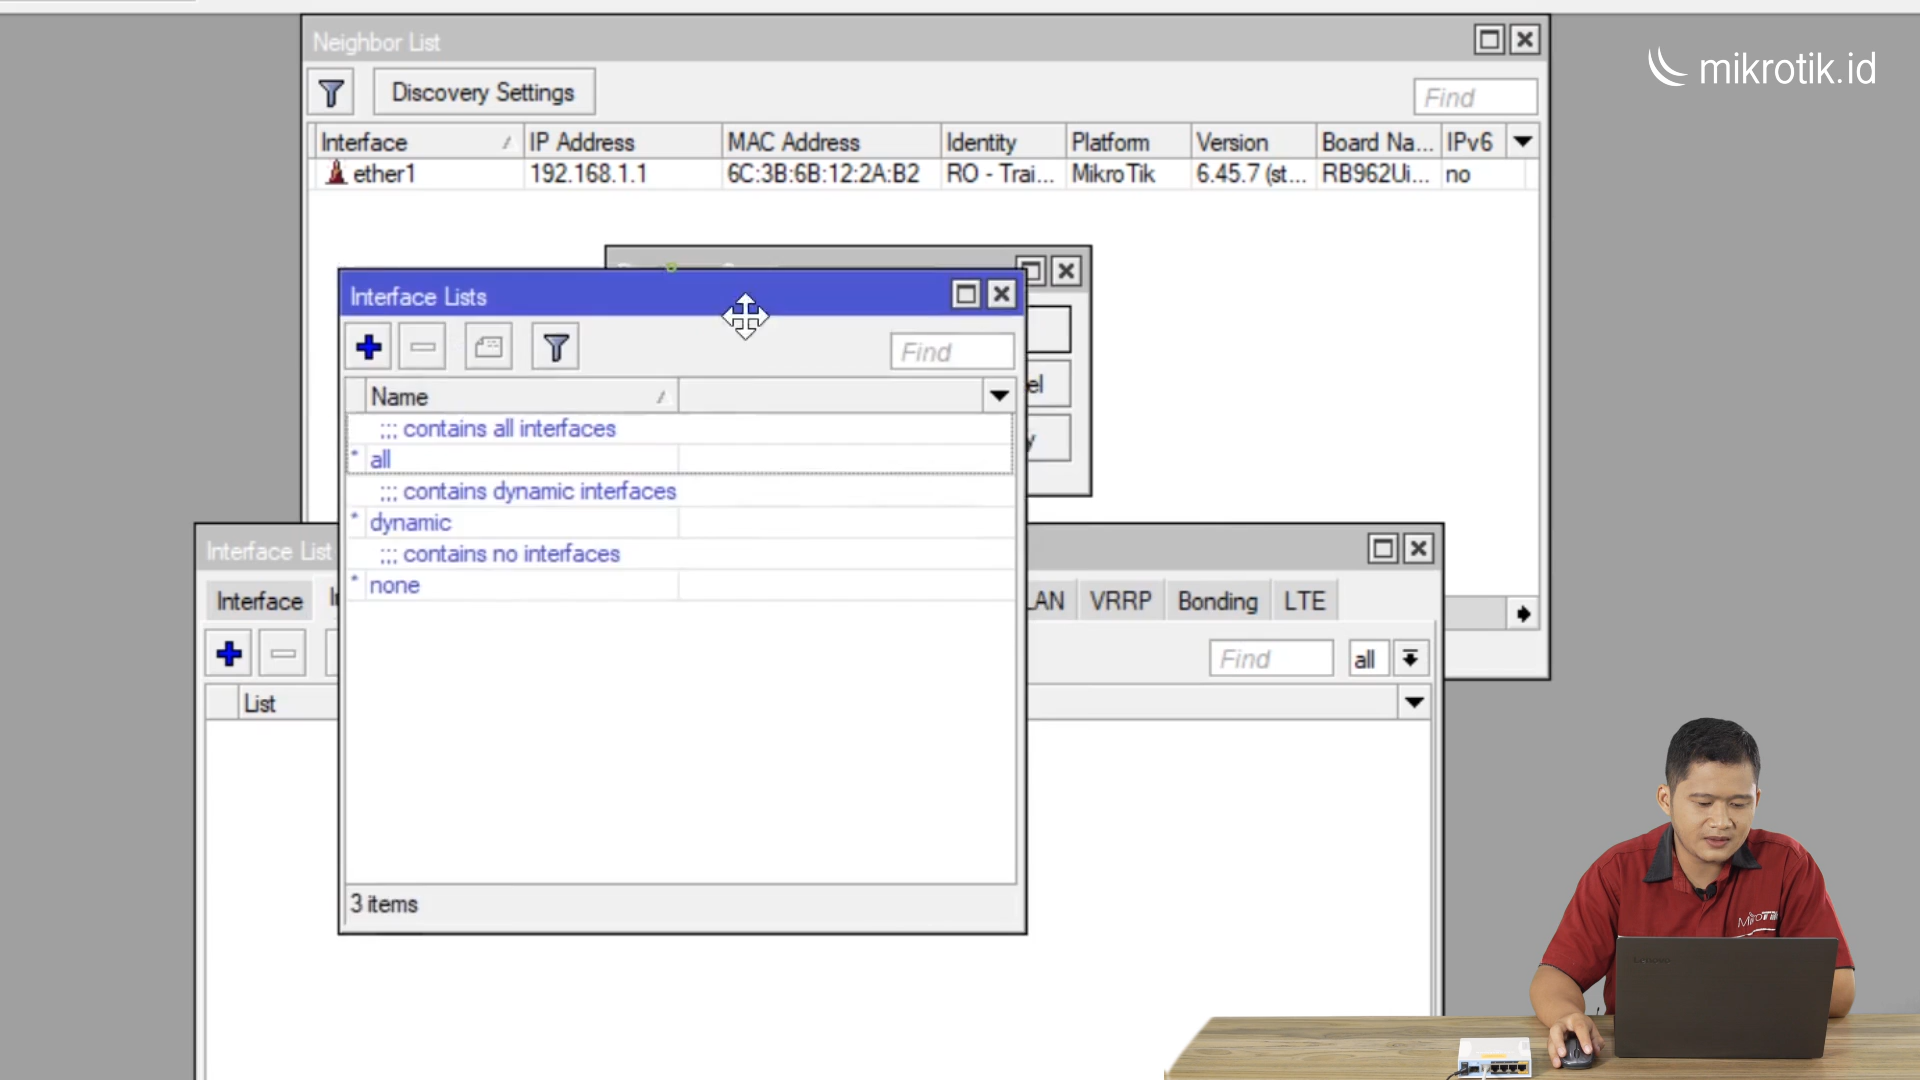 mikrotik.id
Neighbor List
Discovery Settings
Find
Interface IP Address MAC Address Identity Platform Version Board Na... IPv6
ether1 192.168.1.1 6C:3B:6B:12:2A:B2 RO - Trai... MikroTik 6.45.7 (st... RB962Ui... no
Interface Lists
Find
Name
;;; contains all interfaces
* all
;;; contains dynamic interfaces
* dynamic
;;; contains no interfaces
* none
3 items
el
y
Interface List
Interface
LAN VRRP Bonding LTE
Find all
List
MikroTik
Lenovo